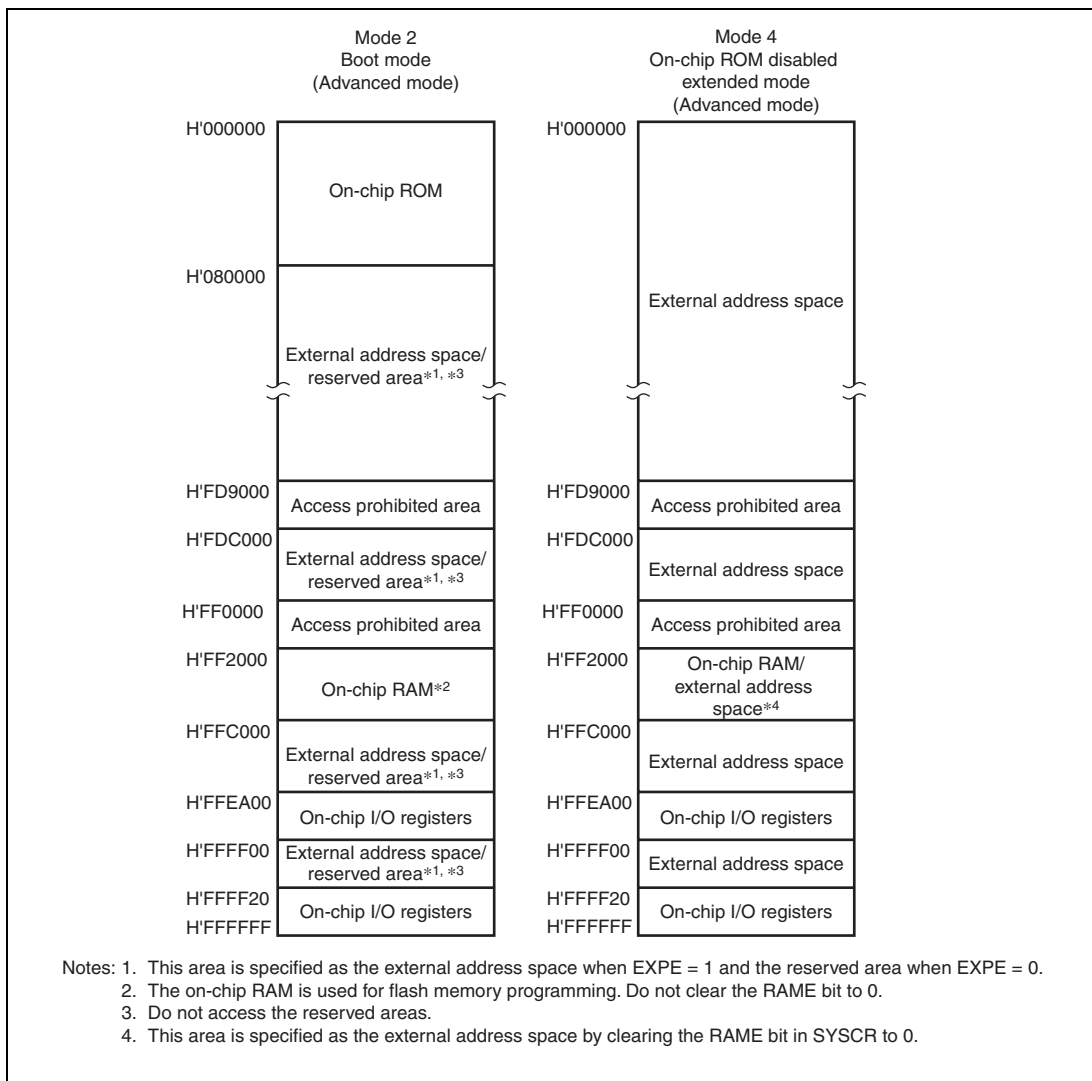 Mode 2
Boot mode
(Advanced mode)
H'000000
On-chip ROM
H'080000
External address space/
reserved area*1, *3
H'FD9000
Access prohibited area
H'FDC000
External address space/
reserved area*1, *3
H'FF0000
Access prohibited area
H'FF2000
On-chip RAM*2
H'FFC000
External address space/
reserved area*1, *3
H'FFEA00
On-chip I/O registers
H'FFFF00
External address space/
reserved area*1, *3
H'FFFF20
On-chip I/O registers
H'FFFFFF
Mode 4
On-chip ROM disabled
extended mode
(Advanced mode)
H'000000
External address space
H'FD9000
Access prohibited area
H'FDC000
External address space
H'FF0000
Access prohibited area
H'FF2000
On-chip RAM/
external address
space*4
H'FFC000
External address space
H'FFEA00
On-chip I/O registers
H'FFFF00
External address space
H'FFFF20
On-chip I/O registers
H'FFFFFF
Notes: 1. This area is specified as the external address space when EXPE = 1 and the reserved area when EXPE = 0.
2. The on-chip RAM is used for flash memory programming. Do not clear the RAME bit to 0.
3. Do not access the reserved areas.
4. This area is specified as the external address space by clearing the RAME bit in SYSCR to 0.